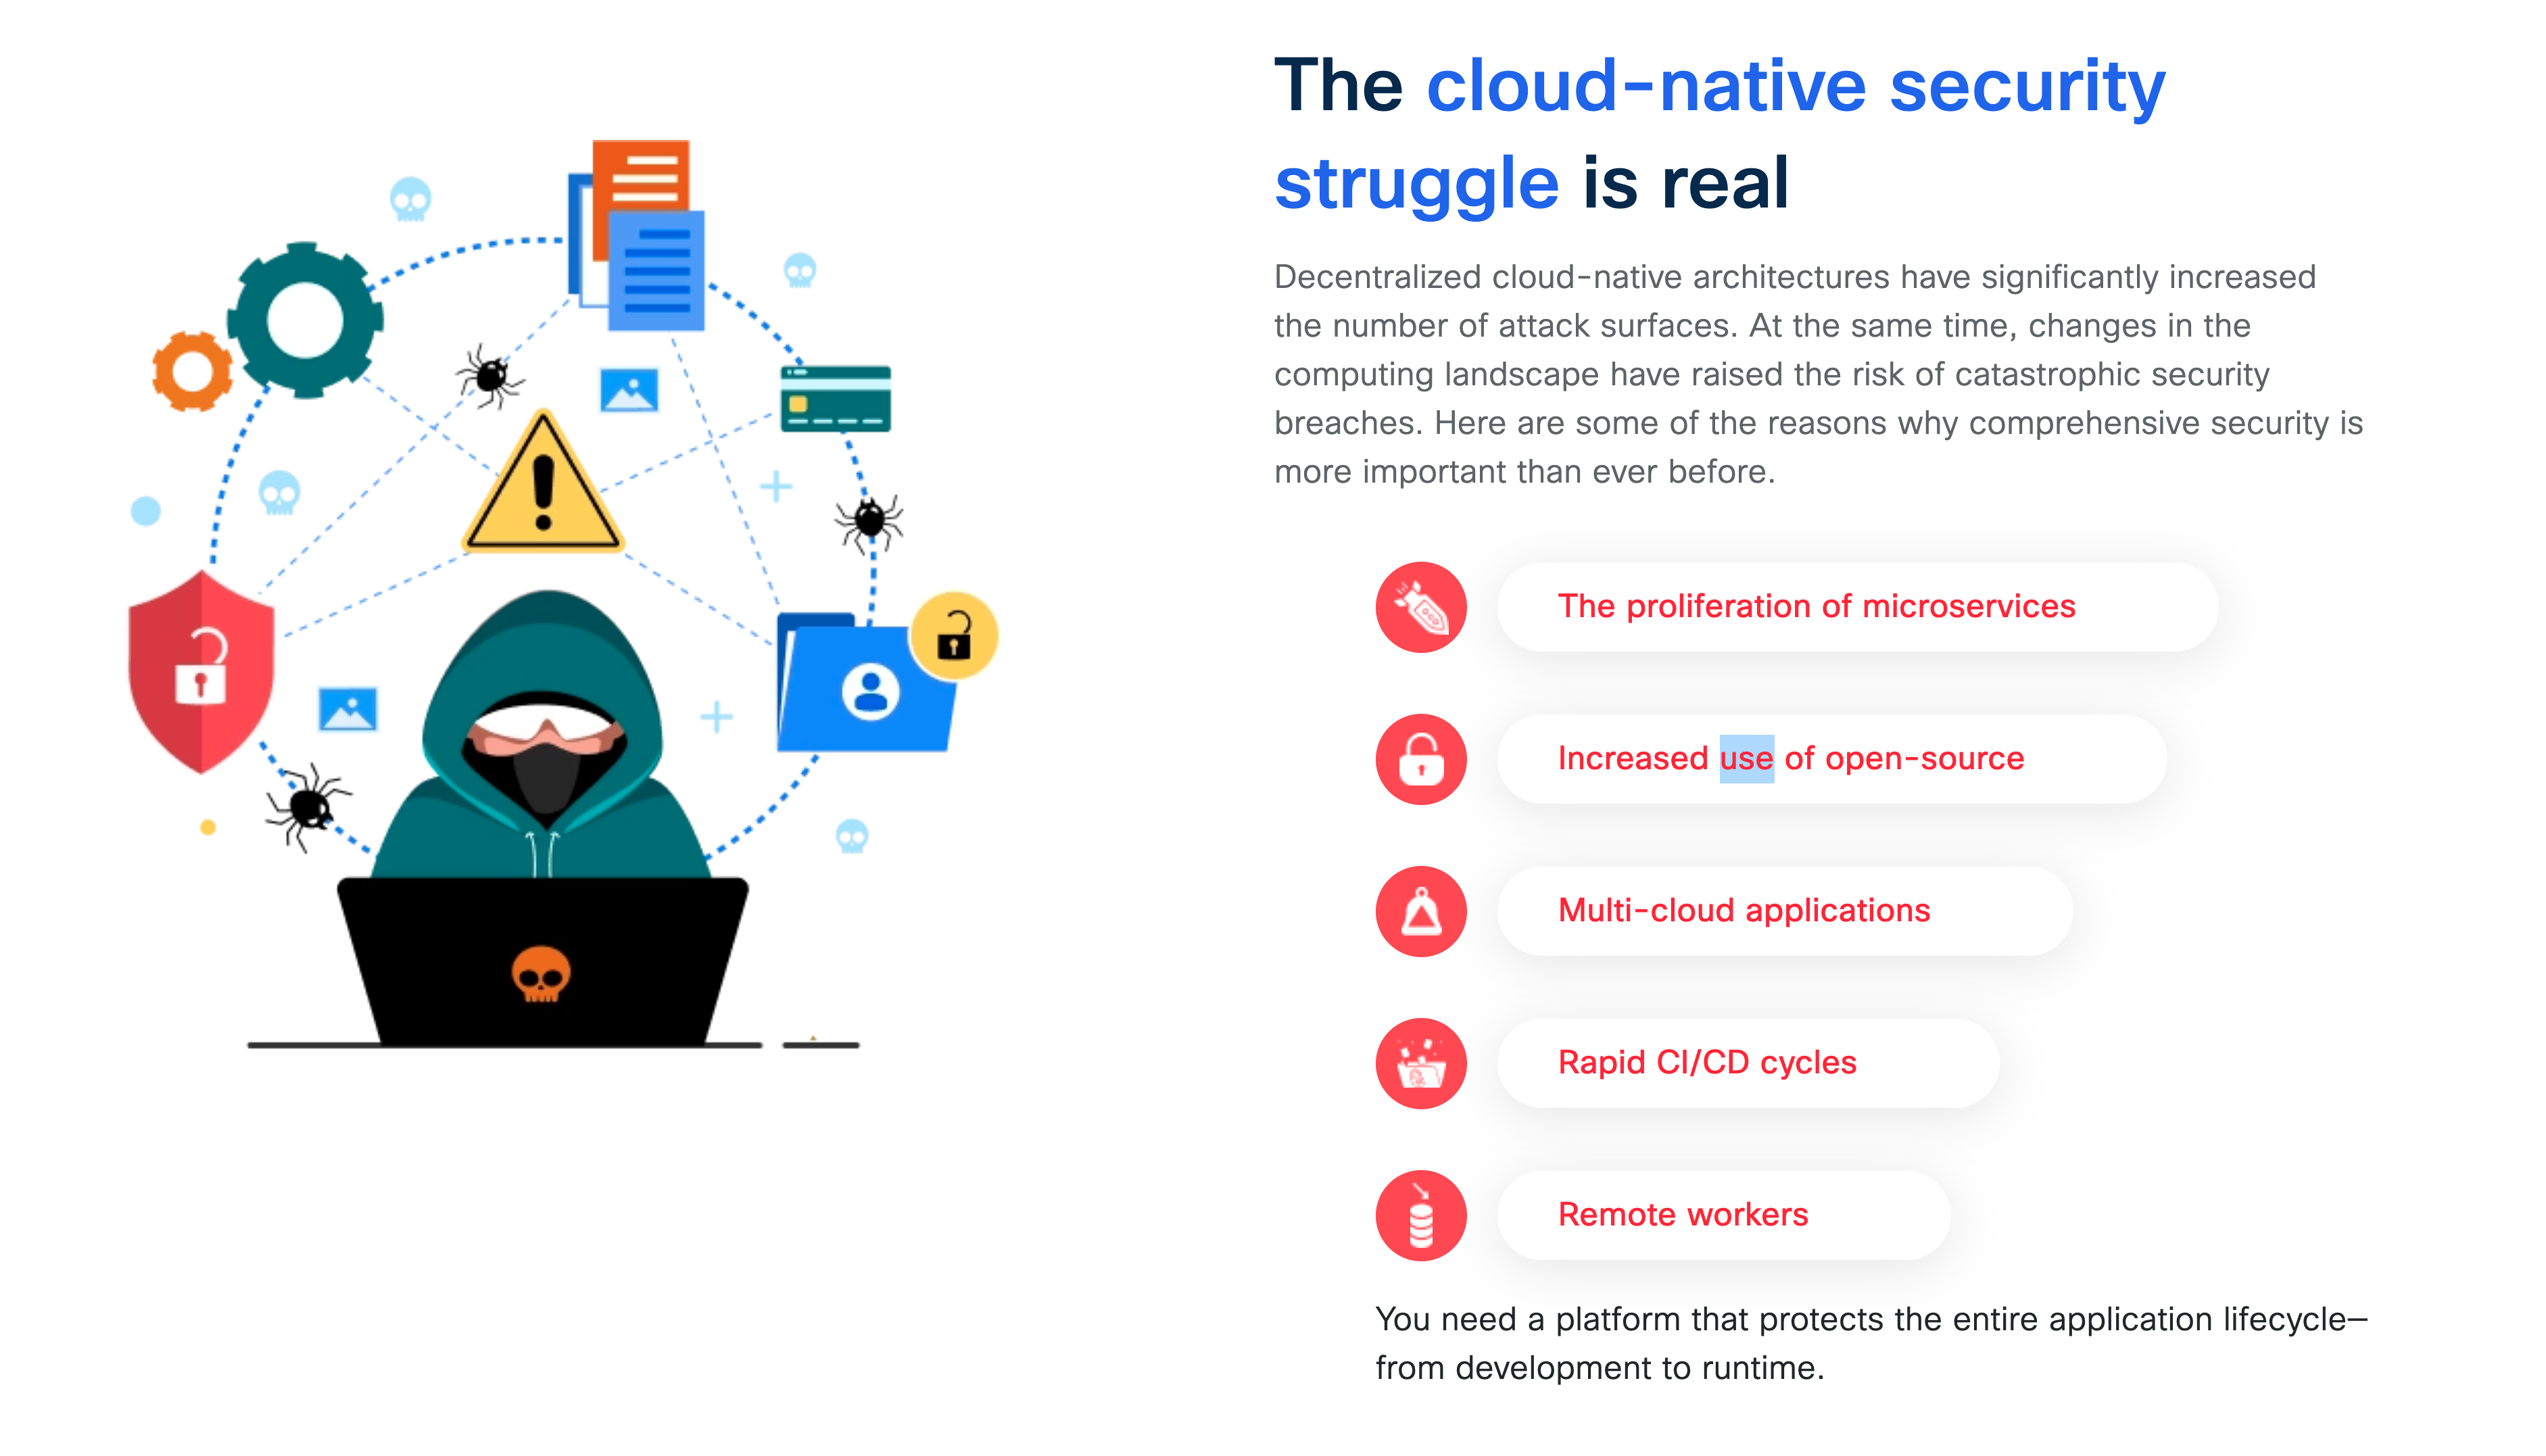 The cloud-native security
struggle is real
Decentralized cloud-native architectures have significantly increased
the number of attack surfaces. At the same time, changes in the
computing landscape have raised the risk of catastrophic security
breaches. Here are some of the reasons why comprehensive security is
more important than ever before.
The proliferation of microservices
Increased use of open-source
Multi-cloud applications
Rapid CI/CD cycles
Remote workers
You need a platform that protects the entire application lifecycle—
from development to runtime.